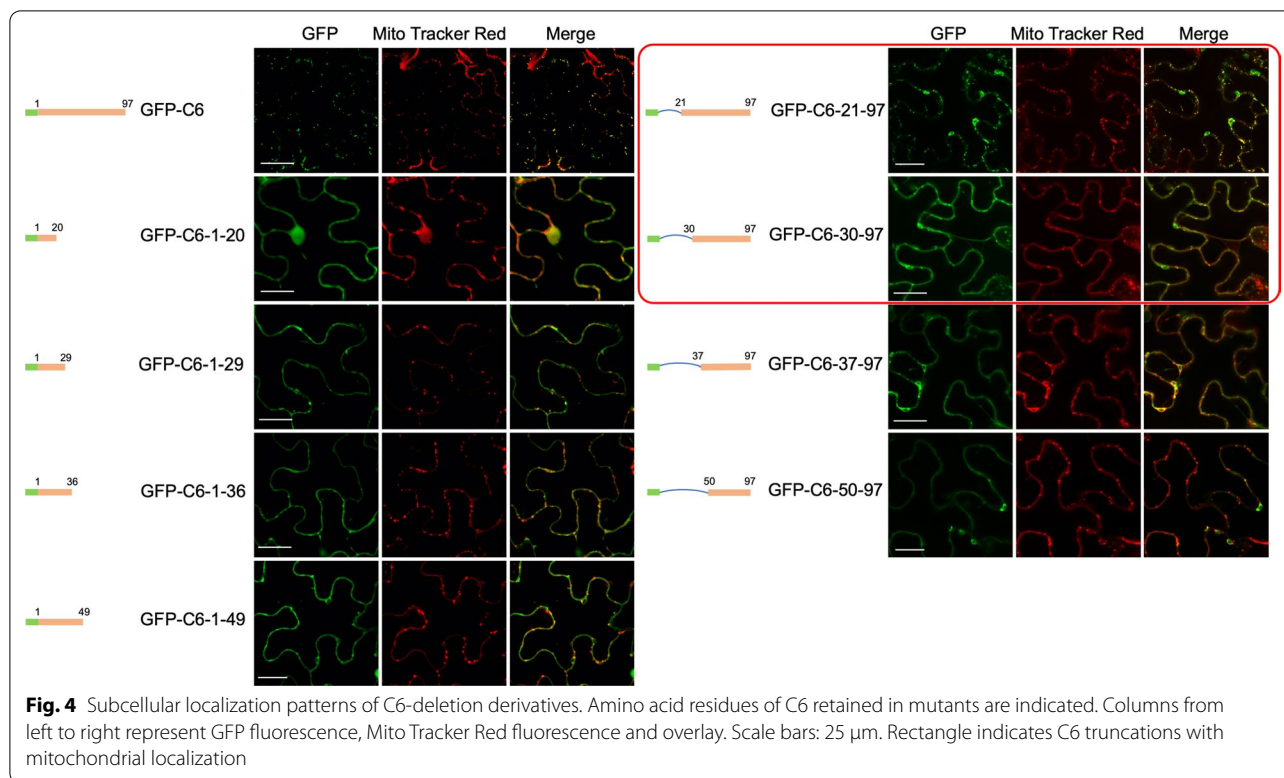 GFP Mito Tracker Red Merge
1 97
GFP-C6
1 20
GFP-C6-1-20
1 29
GFP-C6-1-29
1 36
GFP-C6-1-36
1 49
GFP-C6-1-49
GFP Mito Tracker Red Merge
21 97
GFP-C6-21-97
30 97
GFP-C6-30-97
37 97
GFP-C6-37-97
50 97
GFP-C6-50-97
Fig. 4 Subcellular localization patterns of C6-deletion derivatives. Amino acid residues of C6 retained in mutants are indicated. Columns from
left to right represent GFP fluorescence, Mito Tracker Red fluorescence and overlay. Scale bars: 25 μm. Rectangle indicates C6 truncations with
mitochondrial localization